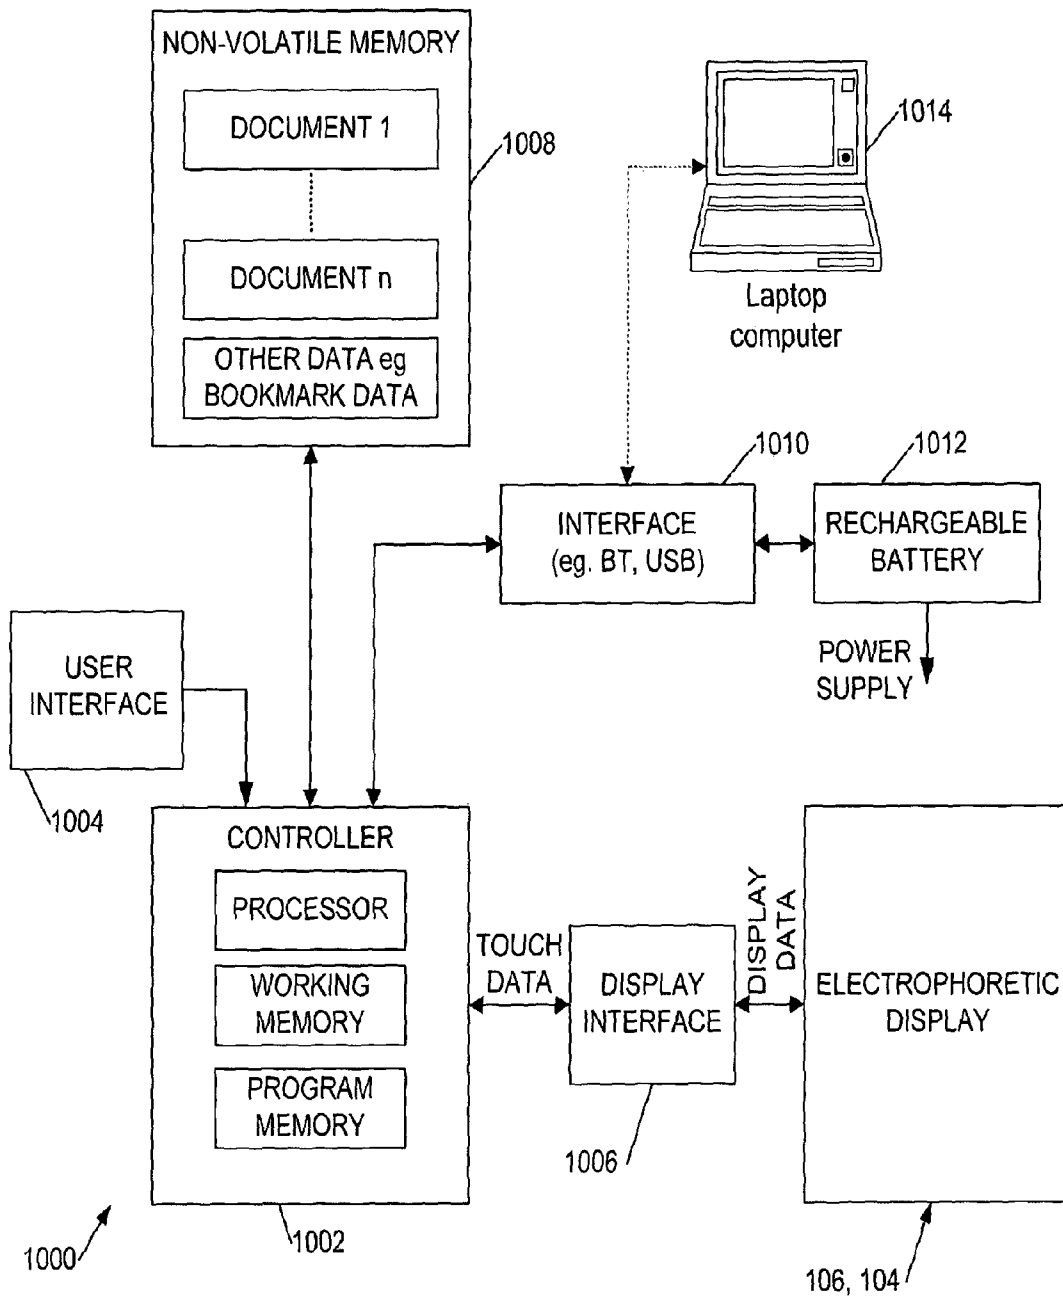 NON-VOLATILE MEMORY
DOCUMENT 1
DOCUMENT n
OTHER DATA eg
BOOKMARK DATA
1008
1014
Laptop
computer
1010
1012
INTERFACE
(eg. BT, USB)
RECHARGEABLE
BATTERY
POWER
SUPPLY
USER
INTERFACE
1004
CONTROLLER
PROCESSOR
WORKING
MEMORY
PROGRAM
MEMORY
TOUCH
DATA
DISPLAY
INTERFACE
DISPLAY
DATA
ELECTROPHORETIC
DISPLAY
1006
1002
1000
106, 104